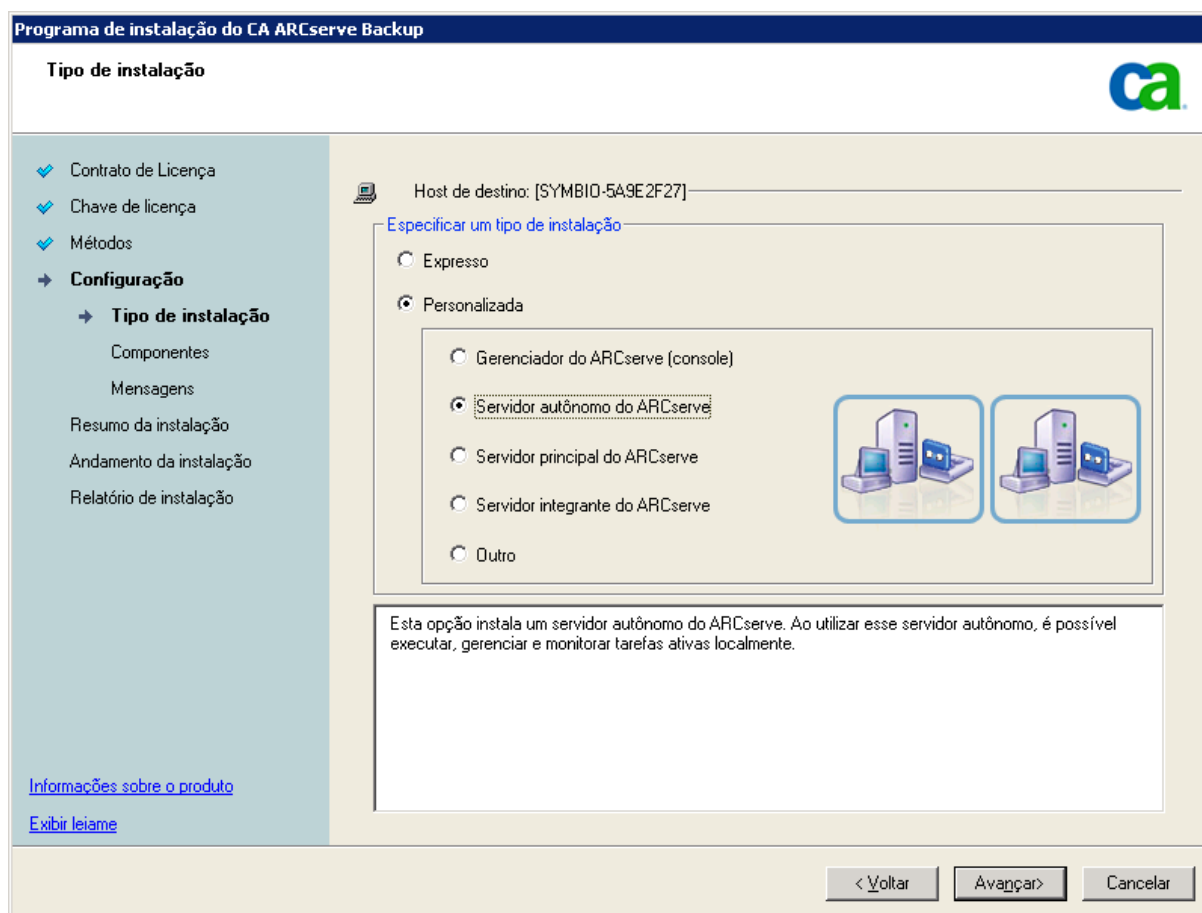 Programa de instalação do CA ARCserve Backup
Tipo de instalação
ca
Contrato de Licença
Chave de licença
Métodos
Configuração
Tipo de instalação
Componentes
Mensagens
Resumo da instalação
Andamento da instalação
Relatório de instalação
Informações sobre o produto
Exibir leiame
Host de destino: [SYMBIO-5A9E2F27]
Especificar um tipo de instalação
Expresso
Personalizada
Gerenciador do ARCserve (console)
Servidor autônomo do ARCserve
Servidor principal do ARCserve
Servidor integrante do ARCserve
Outro
Esta opção instala um servidor autônomo do ARCserve. Ao utilizar esse servidor autônomo, é possível
executar, gerenciar e monitorar tarefas ativas localmente.
< Voltar
Avançar>
Cancelar